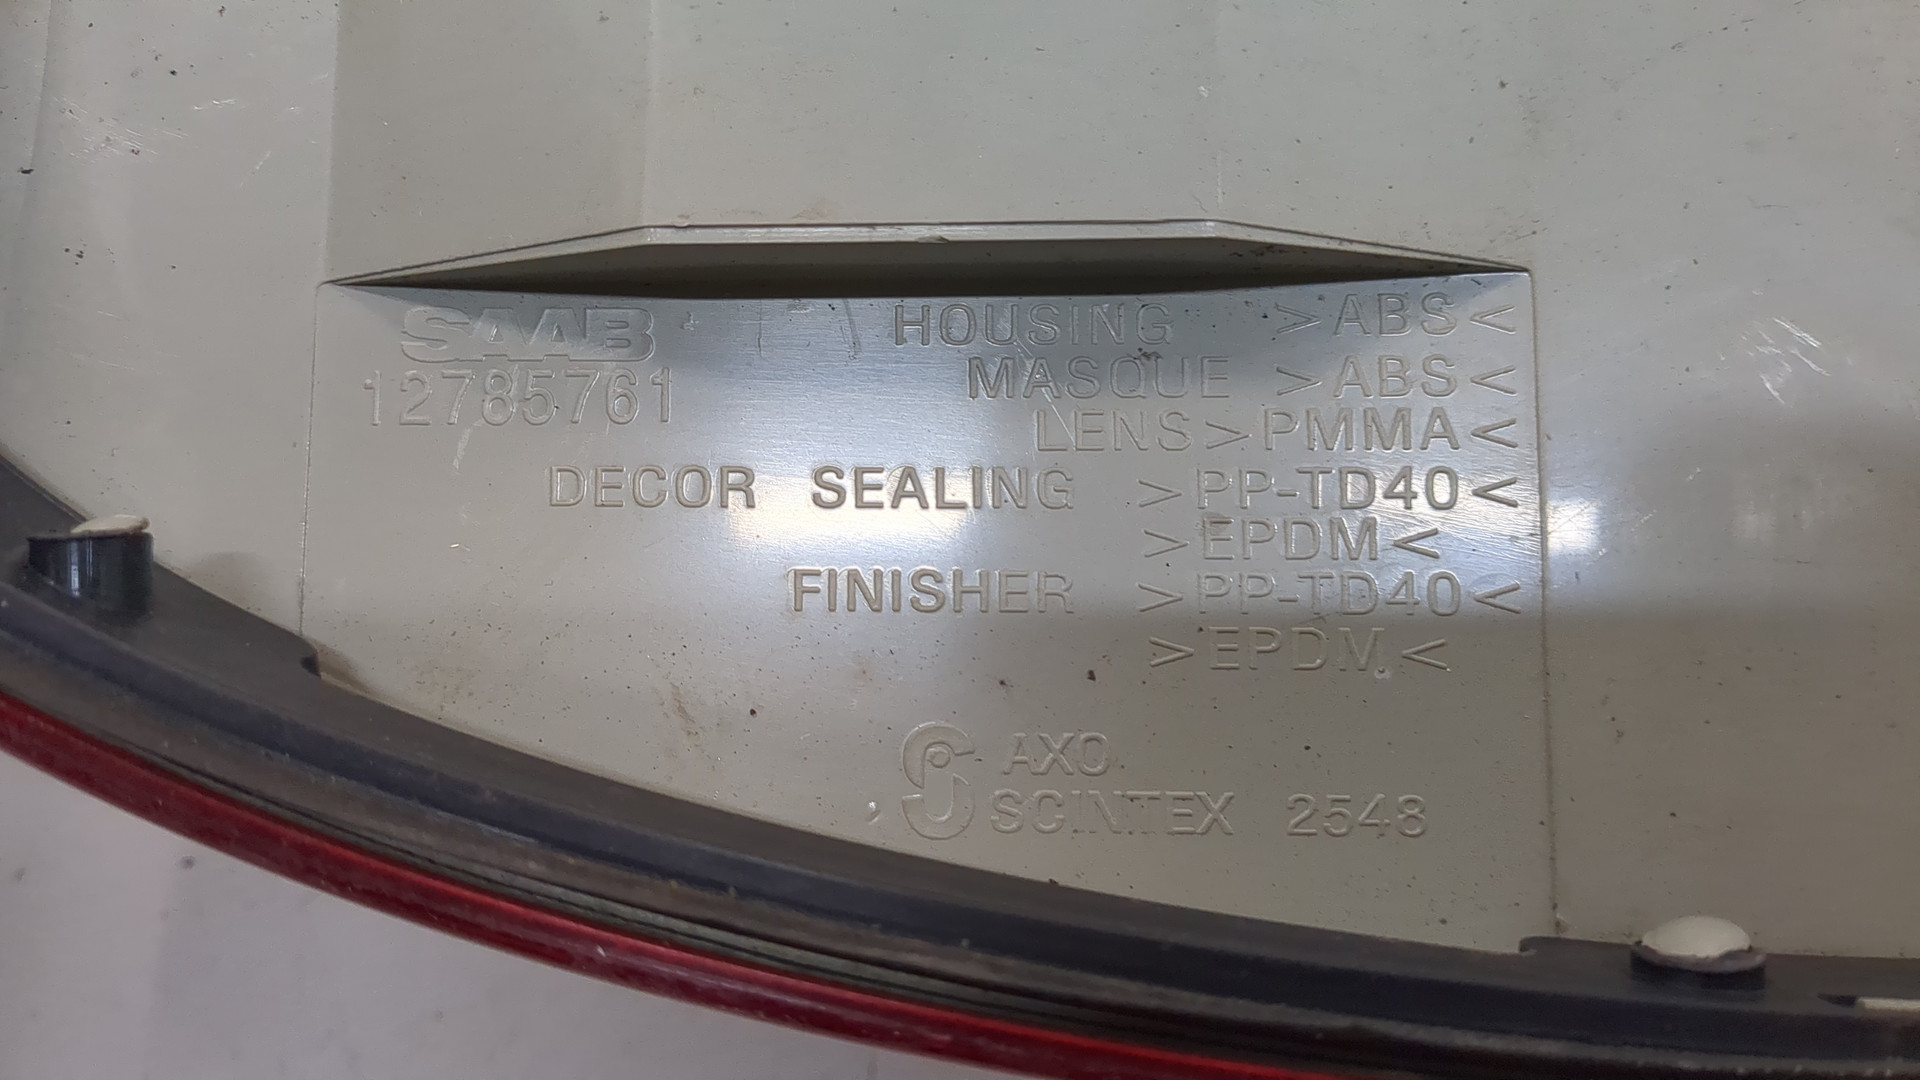 SAAB
12785761
HOUSING >ABS<
MASQUE >ABS<
LENS >PMMA<
DECOR SEALING >PP-TD40<
>EPDM<
FINISHER >PP-TD40<
>EPDM<
AXO
SCINTEX 2548